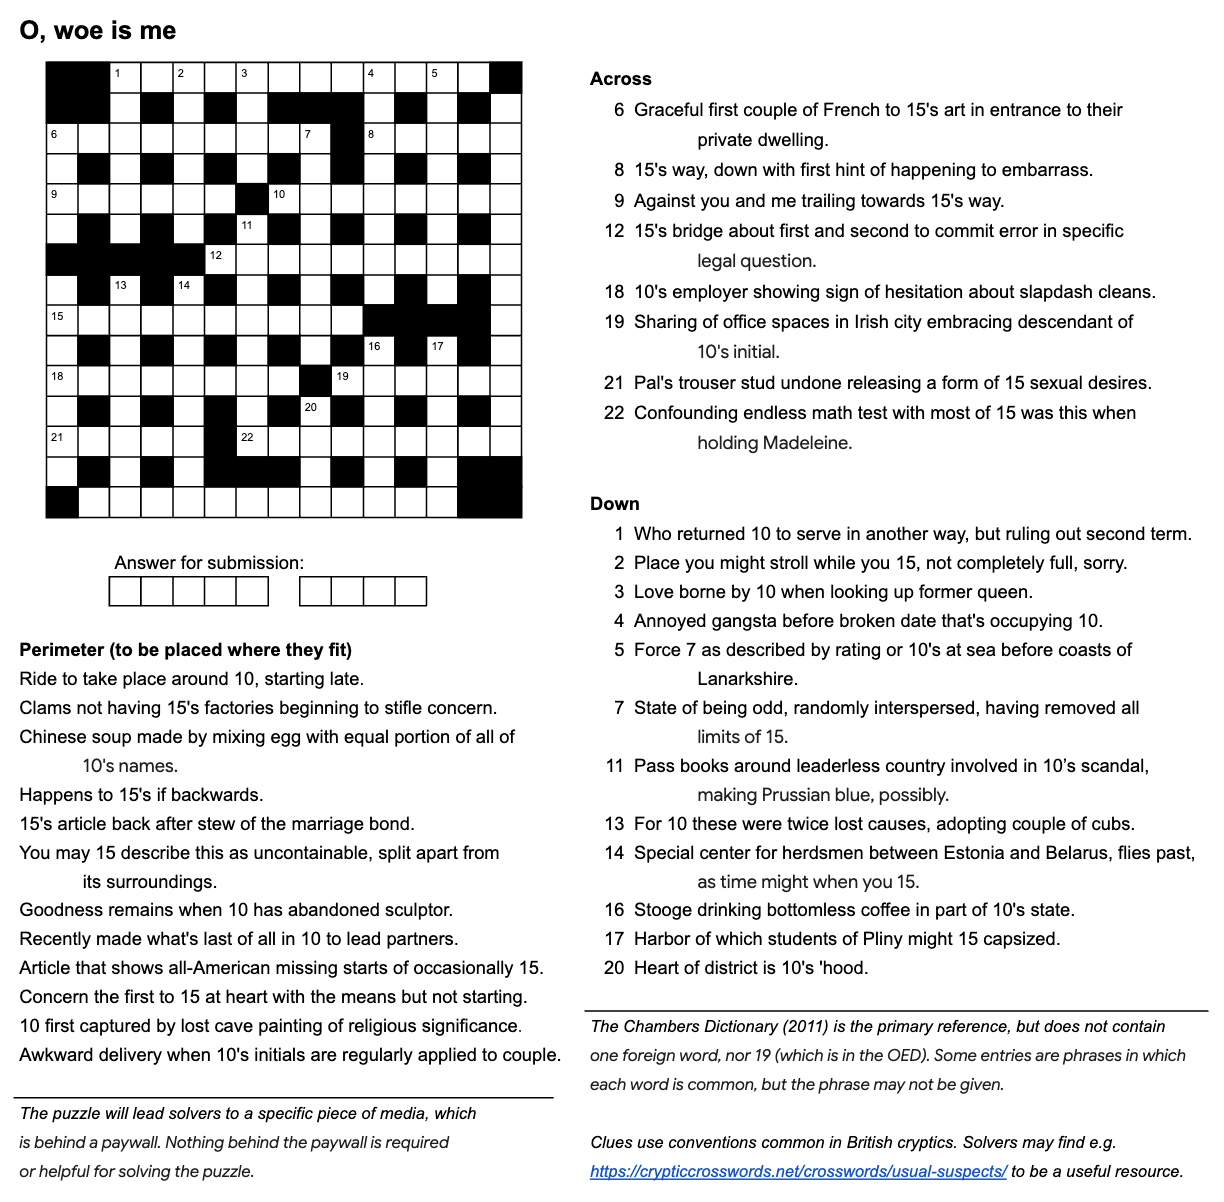 O, woe is me
1 2 3 4 5
6 7 8
9 10
11
12
13 14
15
16 17
18 19
20
21 22
Answer for submission:
Perimeter (to be placed where they fit)
Ride to take place around 10, starting late.
Clams not having 15's factories beginning to stifle concern.
Chinese soup made by mixing egg with equal portion of all of
10's names.
Happens to 15's if backwards.
15's article back after stew of the marriage bond.
You may 15 describe this as uncontainable, split apart from
its surroundings.
Goodness remains when 10 has abandoned sculptor.
Recently made what's last of all in 10 to lead partners.
Article that shows all-American missing starts of occasionally 15.
Concern the first to 15 at heart with the means but not starting.
10 first captured by lost cave painting of religious significance.
Awkward delivery when 10's initials are regularly applied to couple.
The puzzle will lead solvers to a specific piece of media, which
is behind a paywall. Nothing behind the paywall is required
or helpful for solving the puzzle.
Across
6 Graceful first couple of French to 15's art in entrance to their
private dwelling.
8 15's way, down with first hint of happening to embarrass.
9 Against you and me trailing towards 15's way.
12 15's bridge about first and second to commit error in specific
legal question.
18 10's employer showing sign of hesitation about slapdash cleans.
19 Sharing of office spaces in Irish city embracing descendant of
10's initial.
21 Pal's trouser stud undone releasing a form of 15 sexual desires.
22 Confounding endless math test with most of 15 was this when
holding Madeleine.
Down
1 Who returned 10 to serve in another way, but ruling out second term.
2 Place you might stroll while you 15, not completely full, sorry.
3 Love borne by 10 when looking up former queen.
4 Annoyed gangsta before broken date that's occupying 10.
5 Force 7 as described by rating or 10's at sea before coasts of
Lanarkshire.
7 State of being odd, randomly interspersed, having removed all
limits of 15.
11 Pass books around leaderless country involved in 10's scandal,
making Prussian blue, possibly.
13 For 10 these were twice lost causes, adopting couple of cubs.
14 Special center for herdsmen between Estonia and Belarus, flies past,
as time might when you 15.
16 Stooge drinking bottomless coffee in part of 10's state.
17 Harbor of which students of Pliny might 15 capsized.
20 Heart of district is 10's 'hood.
The Chambers Dictionary (2011) is the primary reference, but does not contain
one foreign word, nor 19 (which is in the OED). Some entries are phrases in which
each word is common, but the phrase may not be given.
Clues use conventions common in British cryptics. Solvers may find e.g.
https://crypticcrosswords.net/crosswords/usual-suspects/ to be a useful resource.